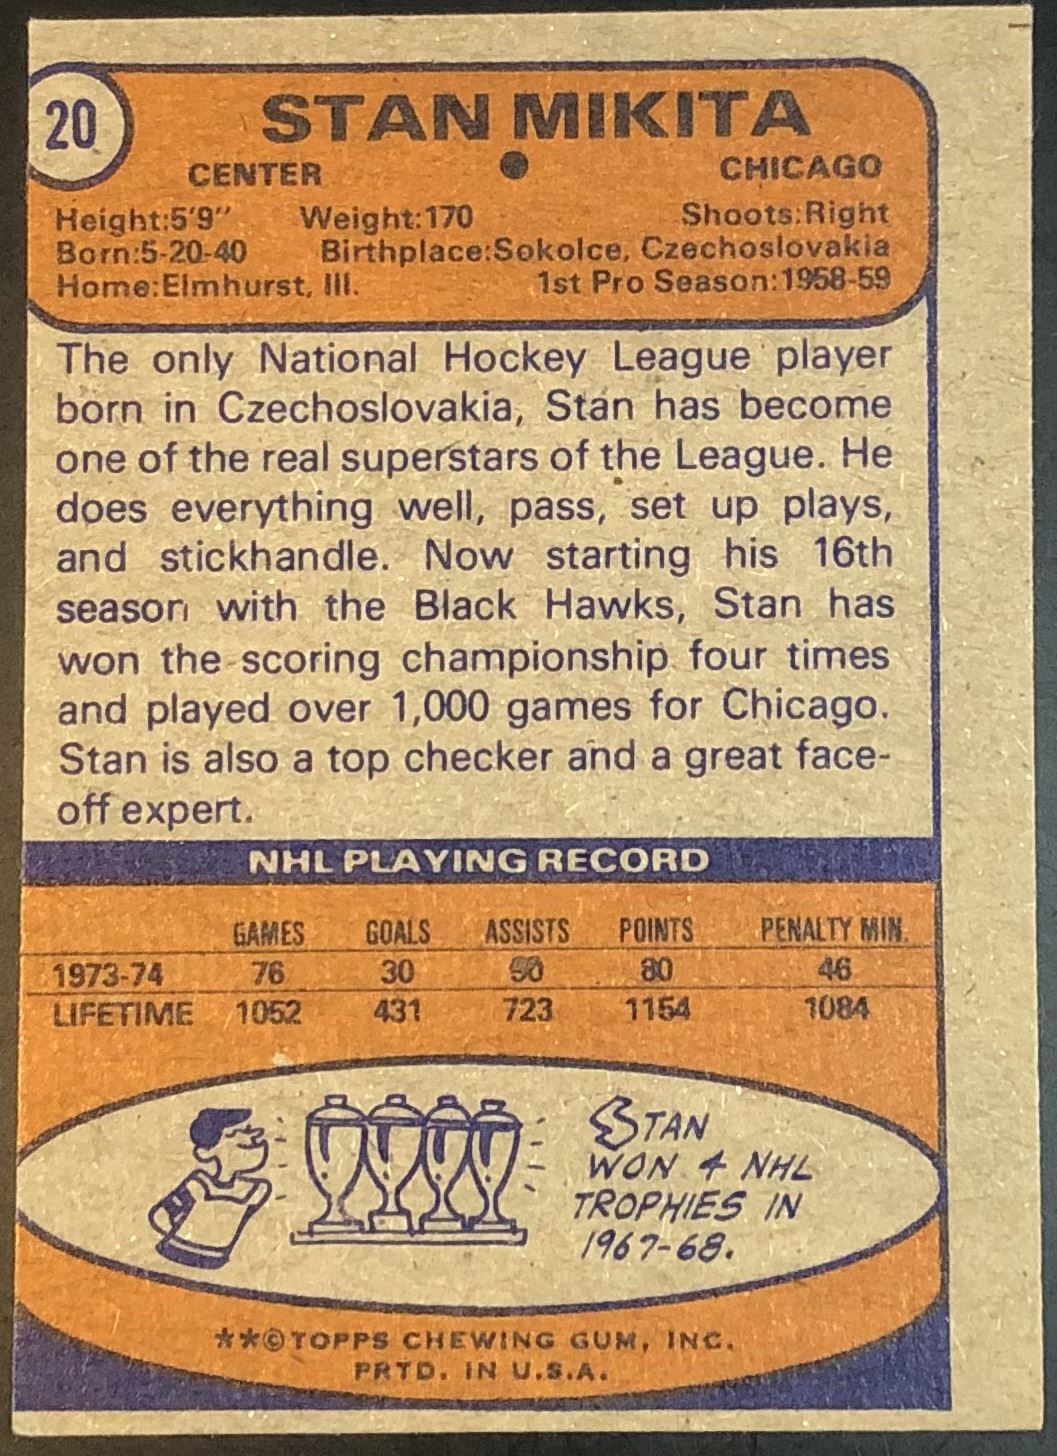 20
STAN MIKITA
CENTER ● CHICAGO
Height:5'9" Weight:170 Shoots:Right
Born:5-20-40 Birthplace:Sokolce, Czechoslovakia
Home:Elmhurst, Ill. 1st Pro Season:1958-59
The only National Hockey League player
born in Czechoslovakia, Stan has become
one of the real superstars of the League. He
does everything well, pass, set up plays,
and stickhandle. Now starting his 16th
season with the Black Hawks, Stan has
won the scoring championship four times
and played over 1,000 games for Chicago.
Stan is also a top checker and a great face-
off expert.
NHL PLAYING RECORD
GAMES GOALS ASSISTS POINTS PENALTY MIN.
1973-74 76 30 50 80 46
LIFETIME 1052 431 723 1154 1084
STAN
WON 4 NHL
TROPHIES IN
1967-68.
**©TOPPS CHEWING GUM, INC.
PRTD. IN U.S.A.